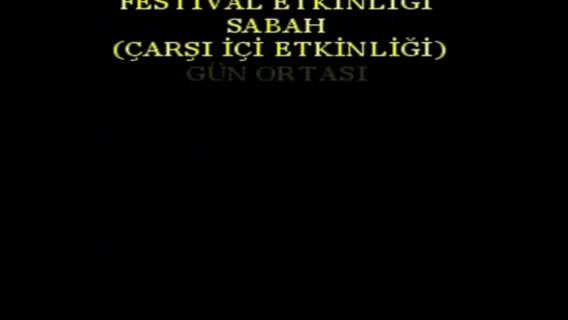 FESTİVAL ETKİNLİĞİ
SABAH
(ÇARŞI İÇİ ETKİNLİĞİ)
GÜN ORTASI